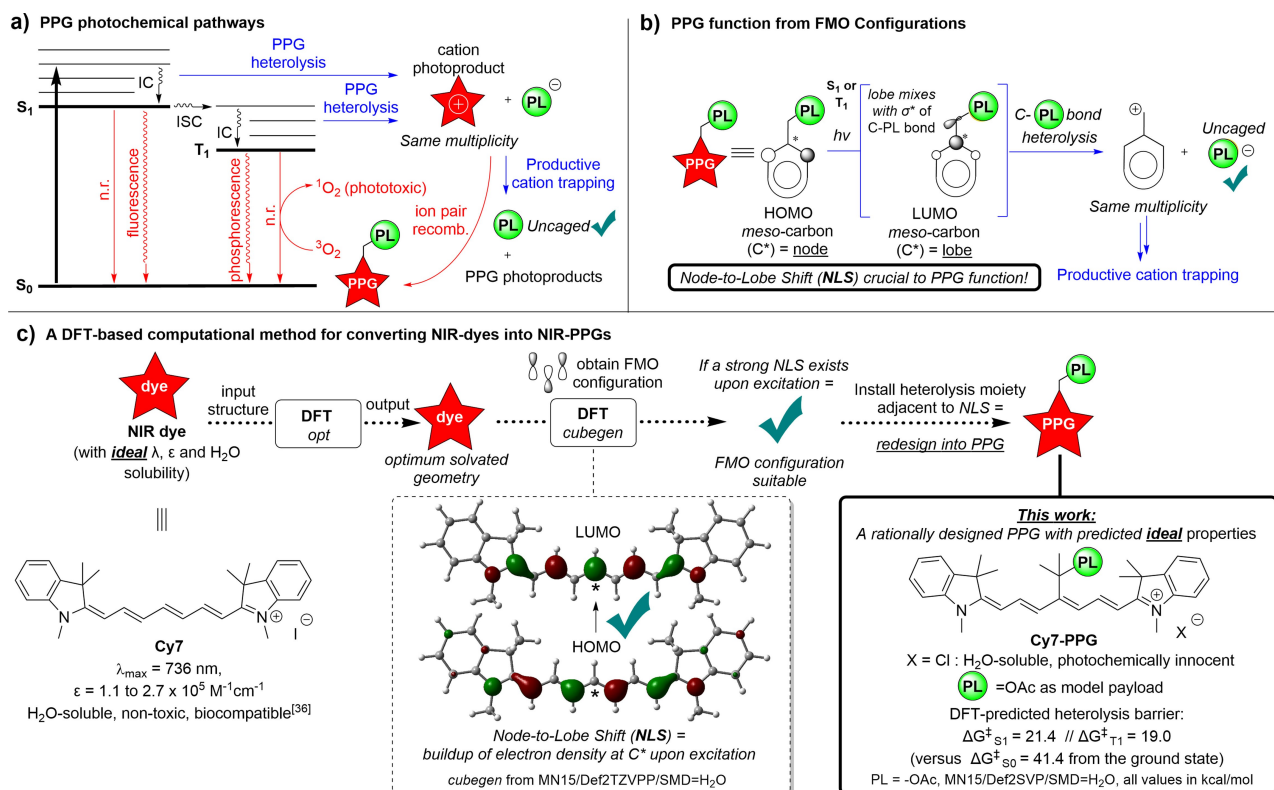 a) PPG photochemical pathways
PPG
heterolysis
cation
photoproduct
IC
S1
ISC
PPG
heterolysis
+
PL
⊖
⊕
Same multiplicity
IC
T1
n.r.
fluorescence
phosphorescence
n.r.
1O2 (phototoxic)
3O2
ion pair
recomb.
Productive
cation trapping
PL Uncaged
+
PPG photoproducts
PL
PPG
S0
b) PPG function from FMO Configurations
PL
PPG
PL
*
HOMO
meso-carbon
(C*) = node
S1 or
T1
hν
lobe mixes
with σ* of
C-PL bond
PL
*
LUMO
meso-carbon
(C*) = lobe
C- PL bond
heterolysis
⊕
+
Uncaged
PL ⊖
Same multiplicity
Productive cation trapping
Node-to-Lobe Shift (NLS) crucial to PPG function!
c) A DFT-based computational method for converting NIR-dyes into NIR-PPGs
dye
NIR dye
(with ideal λ, ε and H2O
solubility)
input
structure
DFT
opt
output
dye
optimum solvated
geometry
obtain FMO
configuration
DFT
cubegen
If a strong NLS exists
upon excitation =
FMO configuration
suitable
Install heterolysis moiety
adjacent to NLS =
redesign into PPG
PL
PPG
N
N
⊕
I ⊖
Cy7
λmax = 736 nm,
ε = 1.1 to 2.7 x 10^5 M-1cm-1
H2O-soluble, non-toxic, biocompatible[36]
LUMO
*
HOMO
*
Node-to-Lobe Shift (NLS) =
buildup of electron density at C* upon excitation
cubegen from MN15/Def2TZVPP/SMD=H2O
This work:
A rationally designed PPG with predicted ideal properties
PL
N
N
⊕
X ⊖
Cy7-PPG
X = Cl : H2O-soluble, photochemically innocent
PL =OAc as model payload
DFT-predicted heterolysis barrier:
ΔG‡S1 = 21.4 // ΔG‡T1 = 19.0
(versus ΔG‡S0 = 41.4 from the ground state)
PL = -OAc, MN15/Def2SVP/SMD=H2O, all values in kcal/mol